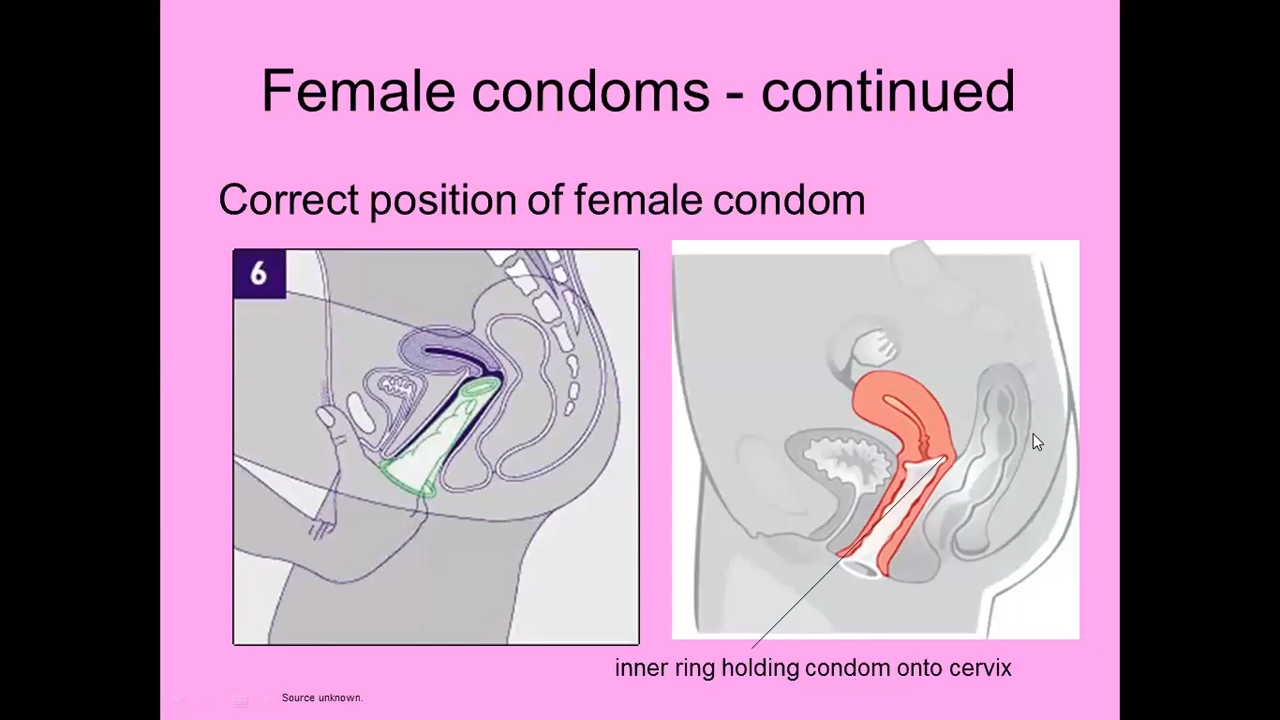 Female condoms - continued
Correct position of female condom
6
inner ring holding condom onto cervix
Source unknown.